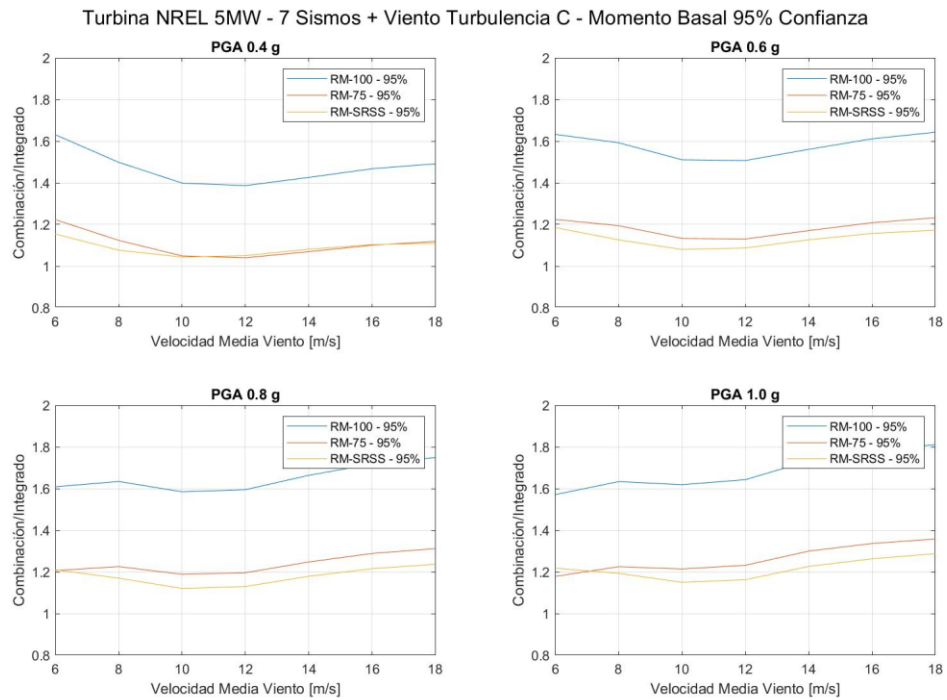 Turbina NREL 5MW - 7 Sismos + Viento Turbulencia C - Momento Basal 95% Confianza
PGA 0.4 g
2
1.8
1.6
1.4
1.2
1
0.8
Combinación/Integrado
6 8 10 12 14 16 18
Velocidad Media Viento [m/s]
RM-100 - 95%
RM-75 - 95%
RM-SRSS - 95%
PGA 0.6 g
2
1.8
1.6
1.4
1.2
1
0.8
Combinación/Integrado
6 8 10 12 14 16 18
Velocidad Media Viento [m/s]
RM-100 - 95%
RM-75 - 95%
RM-SRSS - 95%
PGA 0.8 g
2
1.8
1.6
1.4
1.2
1
0.8
Combinación/Integrado
6 8 10 12 14 16 18
Velocidad Media Viento [m/s]
RM-100 - 95%
RM-75 - 95%
RM-SRSS - 95%
PGA 1.0 g
2
1.8
1.6
1.4
1.2
1
0.8
Combinación/Integrado
6 8 10 12 14 16 18
Velocidad Media Viento [m/s]
RM-100 - 95%
RM-75 - 95%
RM-SRSS - 95%